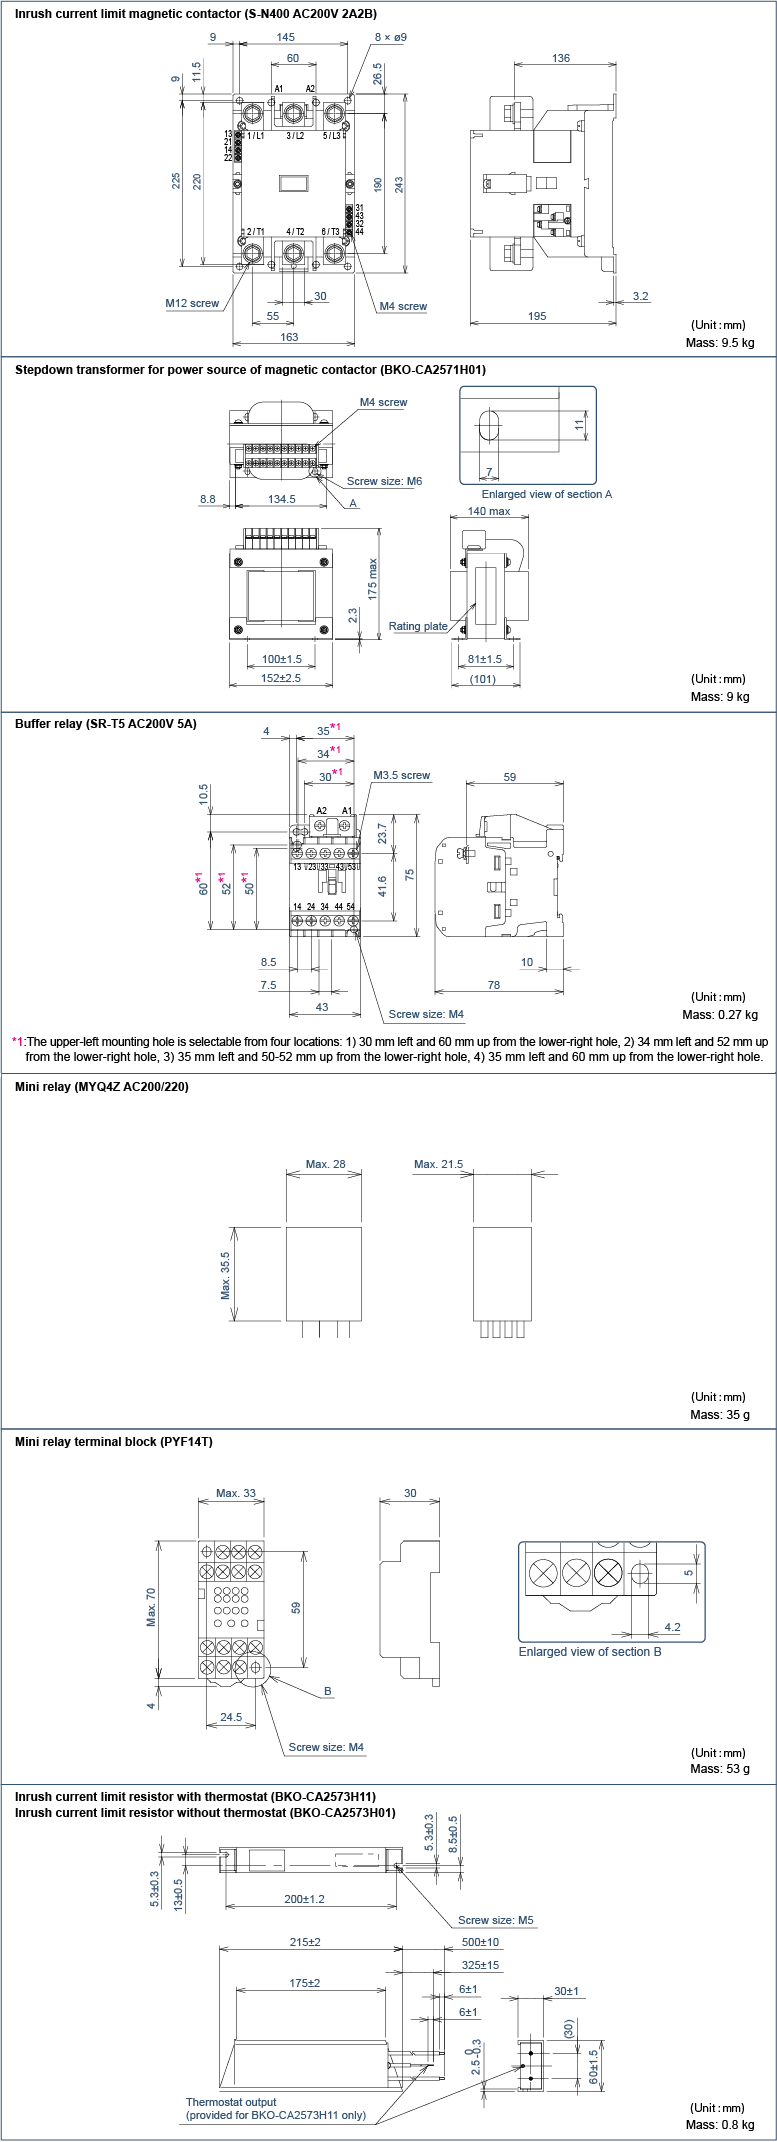 Inrush current limit magnetic contactor (S-N400 AC200V 2A2B)
9
145
8 × ø9
60
136
9
11.5
26.5
A1
A2
1 / L1
3 / L2
5 / L3
13
21
14
22
225
220
190
243
31
43
32
44
2 / T1
4 / T2
6 / T3
M12 screw
30
M4 screw
55
163
3.2
195
(Unit : mm)
Mass: 9.5 kg
Stepdown transformer for power source of magnetic contactor (BKO-CA2571H01)
M4 screw
11
7
Screw size: M6
Enlarged view of section A
8.8
134.5
A
140 max
175 max
2.3
Rating plate
100±1.5
152±2.5
81±1.5
(101)
(Unit : mm)
Mass: 9 kg
Buffer relay (SR-T5 AC200V 5A)
4
35*1
34*1
30*1
M3.5 screw
59
10.5
A2
A1
23.7
13
23
33
43
53
60*1
52*1
50*1
41.6
75
14 24 34 44 54
8.5
7.5
43
10
78
Screw size: M4
(Unit : mm)
Mass: 0.27 kg
*1:The upper-left mounting hole is selectable from four locations: 1) 30 mm left and 60 mm up from the lower-right hole, 2) 34 mm left and 52 mm up
from the lower-right hole, 3) 35 mm left and 50-52 mm up from the lower-right hole, 4) 35 mm left and 60 mm up from the lower-right hole.
Mini relay (MYQ4Z AC200/220)
Max. 28
Max. 21.5
Max. 35.5
(Unit : mm)
Mass: 35 g
Mini relay terminal block (PYF14T)
Max. 33
30
Max. 70
59
5
4.2
Enlarged view of section B
4
B
24.5
Screw size: M4
(Unit : mm)
Mass: 53 g
Inrush current limit resistor with thermostat (BKO-CA2573H11)
Inrush current limit resistor without thermostat (BKO-CA2573H01)
5.3±0.3
13±0.5
5.3±0.3
8.5±0.5
200±1.2
Screw size: M5
215±2
500±10
325±15
175±2
6±1
30±1
6±1
(30)
0
2.5 -0.3
60±1.5
Thermostat output
(provided for BKO-CA2573H11 only)
(Unit : mm)
Mass: 0.8 kg